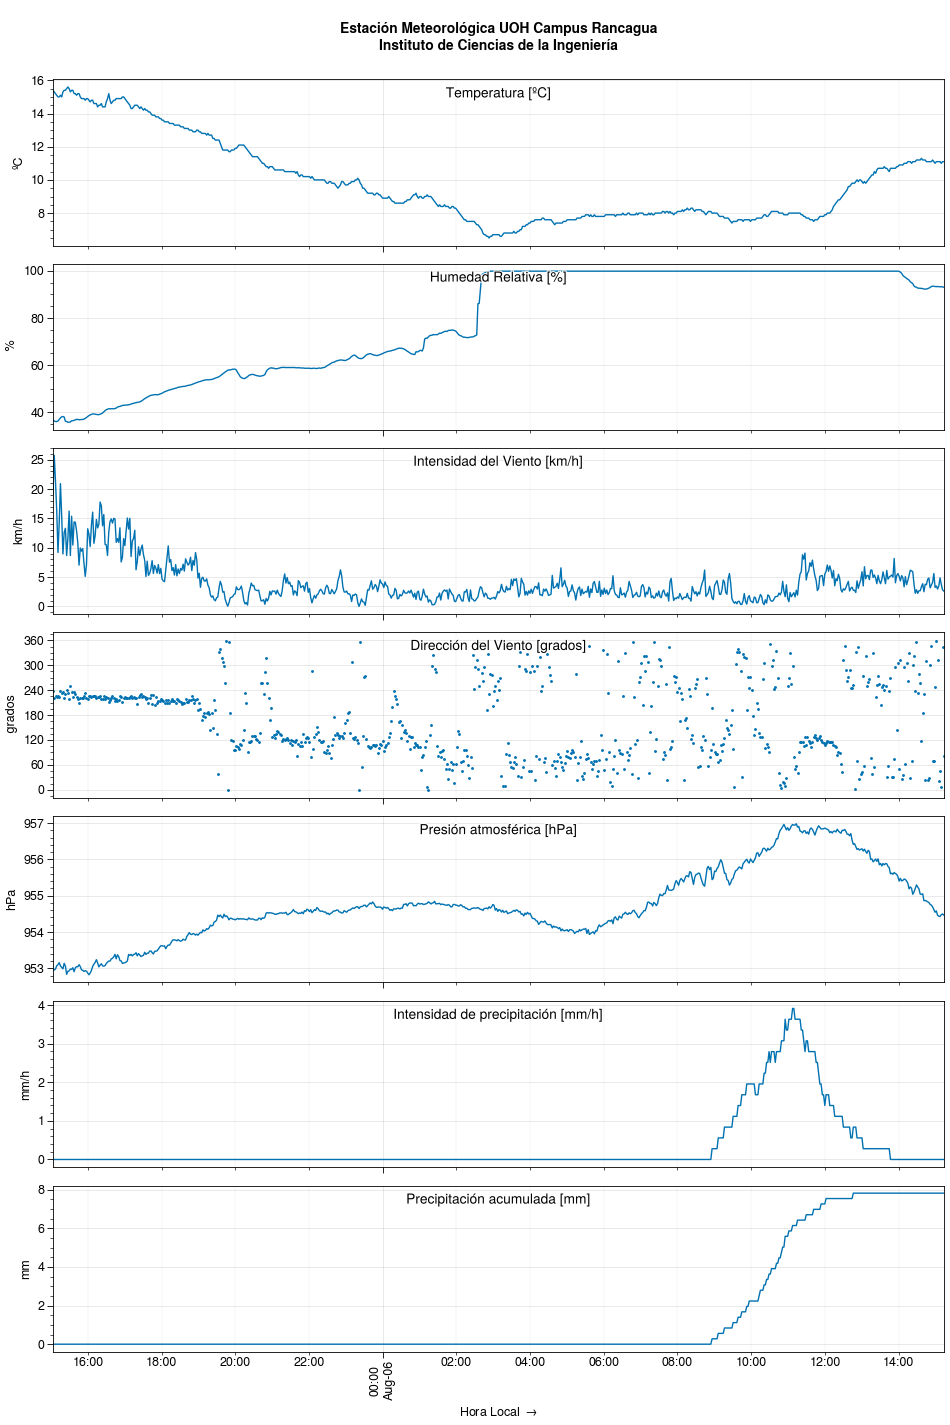 Estación Meteorológica UOH Campus Rancagua
Instituto de Ciencias de la Ingeniería
Temperatura [ºC]
ºC
16
14
12
10
8
Humedad Relativa [%]
%
100
80
60
40
Intensidad del Viento [km/h]
km/h
25
20
15
10
5
0
Dirección del Viento [grados]
grados
360
300
240
180
120
60
0
Presión atmosférica [hPa]
hPa
957
956
955
954
953
Intensidad de precipitación [mm/h]
mm/h
4
3
2
1
0
Precipitación acumulada [mm]
mm
8
6
4
2
0
16:00 18:00 20:00 22:00 00:00 02:00 04:00 06:00 08:00 10:00 12:00 14:00
Aug-06
Hora Local →